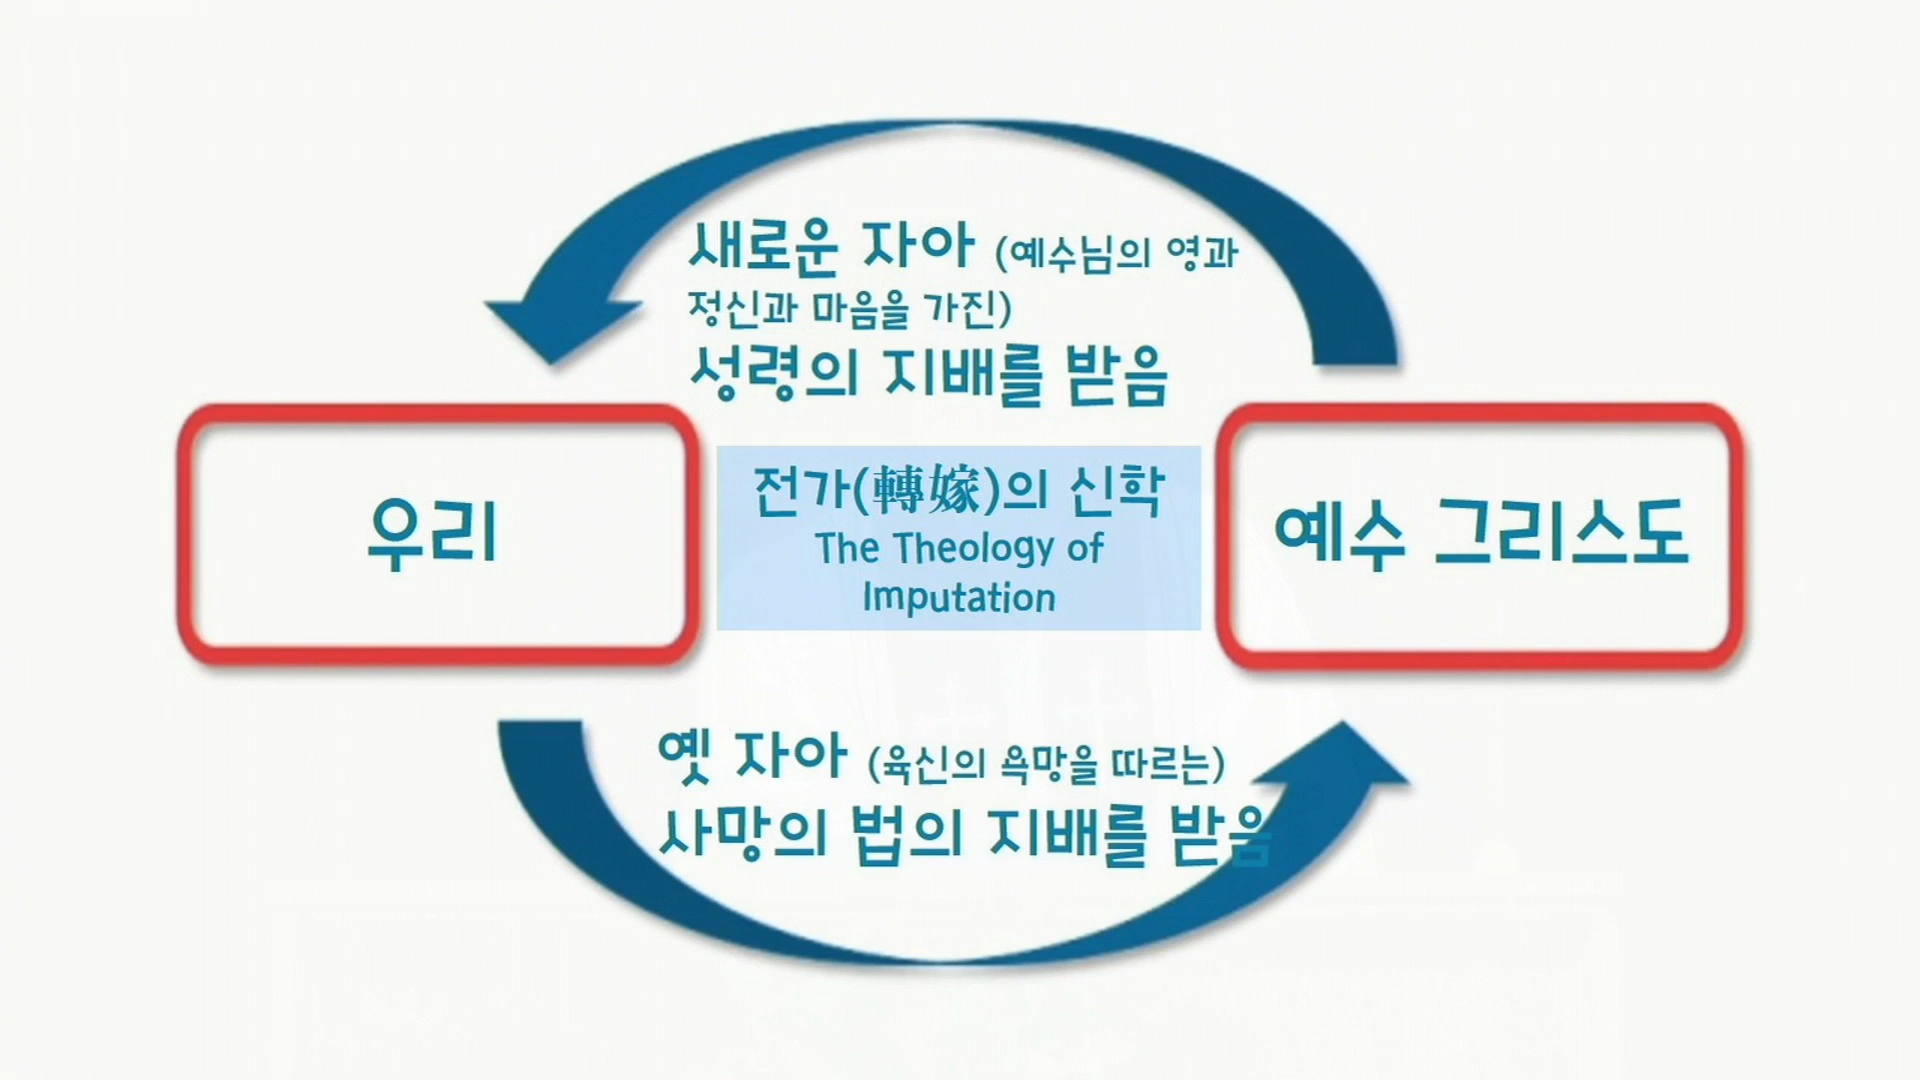 새로운 자아 (예수님의 영과
정신과 마음을 가진)
성령의 지배를 받음
우리
전가(轉嫁)의 신학
The Theology of
Imputation
예수 그리스도
옛 자아 (육신의 욕망을 따르는)
사망의 법의 지배를 받음